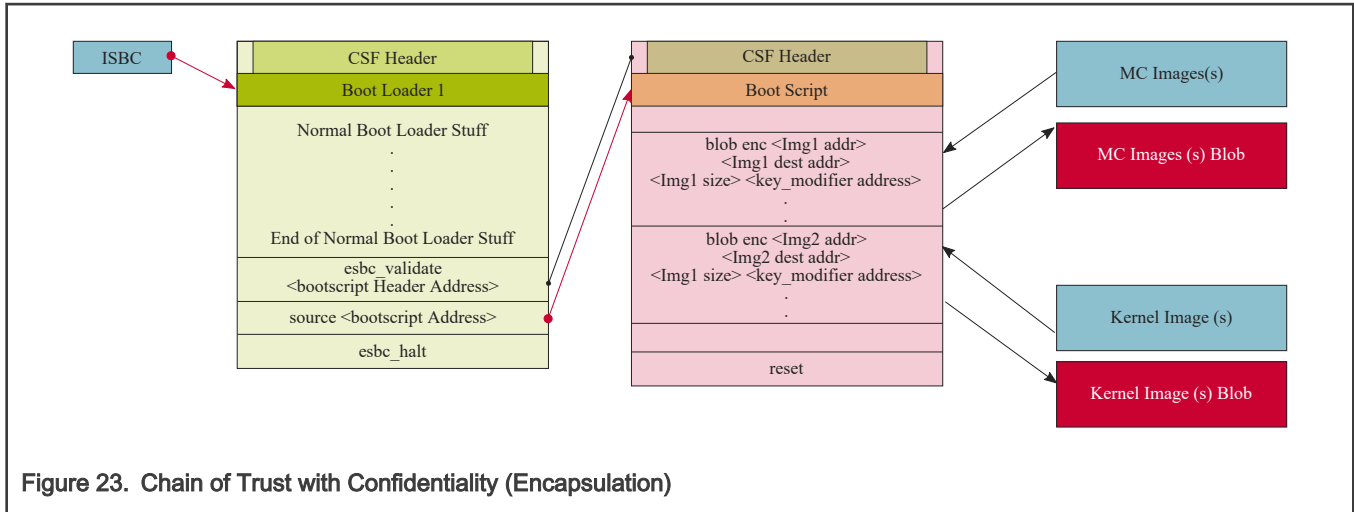 ISBC
CSF Header
Boot Loader 1
Normal Boot Loader Stuff
.
.
.
.
.
End of Normal Boot Loader Stuff
esbc_validate
<bootscript Header Address>
source <bootscript Address>
esbc_halt
CSF Header
Boot Script
blob enc <Img1 addr>
<Img1 dest addr>
<Img1 size> <key_modifier address>
.
.
blob enc <Img2 addr>
<Img2 dest addr>
<Img1 size> <key_modifier address>
.
.
reset
MC Images(s)
MC Images (s) Blob
Kernel Image (s)
Kernel Image (s) Blob
Figure 23. Chain of Trust with Confidentiality (Encapsulation)